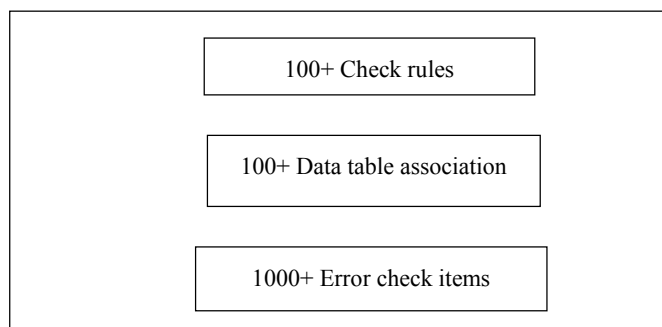 100+ Check rules
100+ Data table association
1000+ Error check items